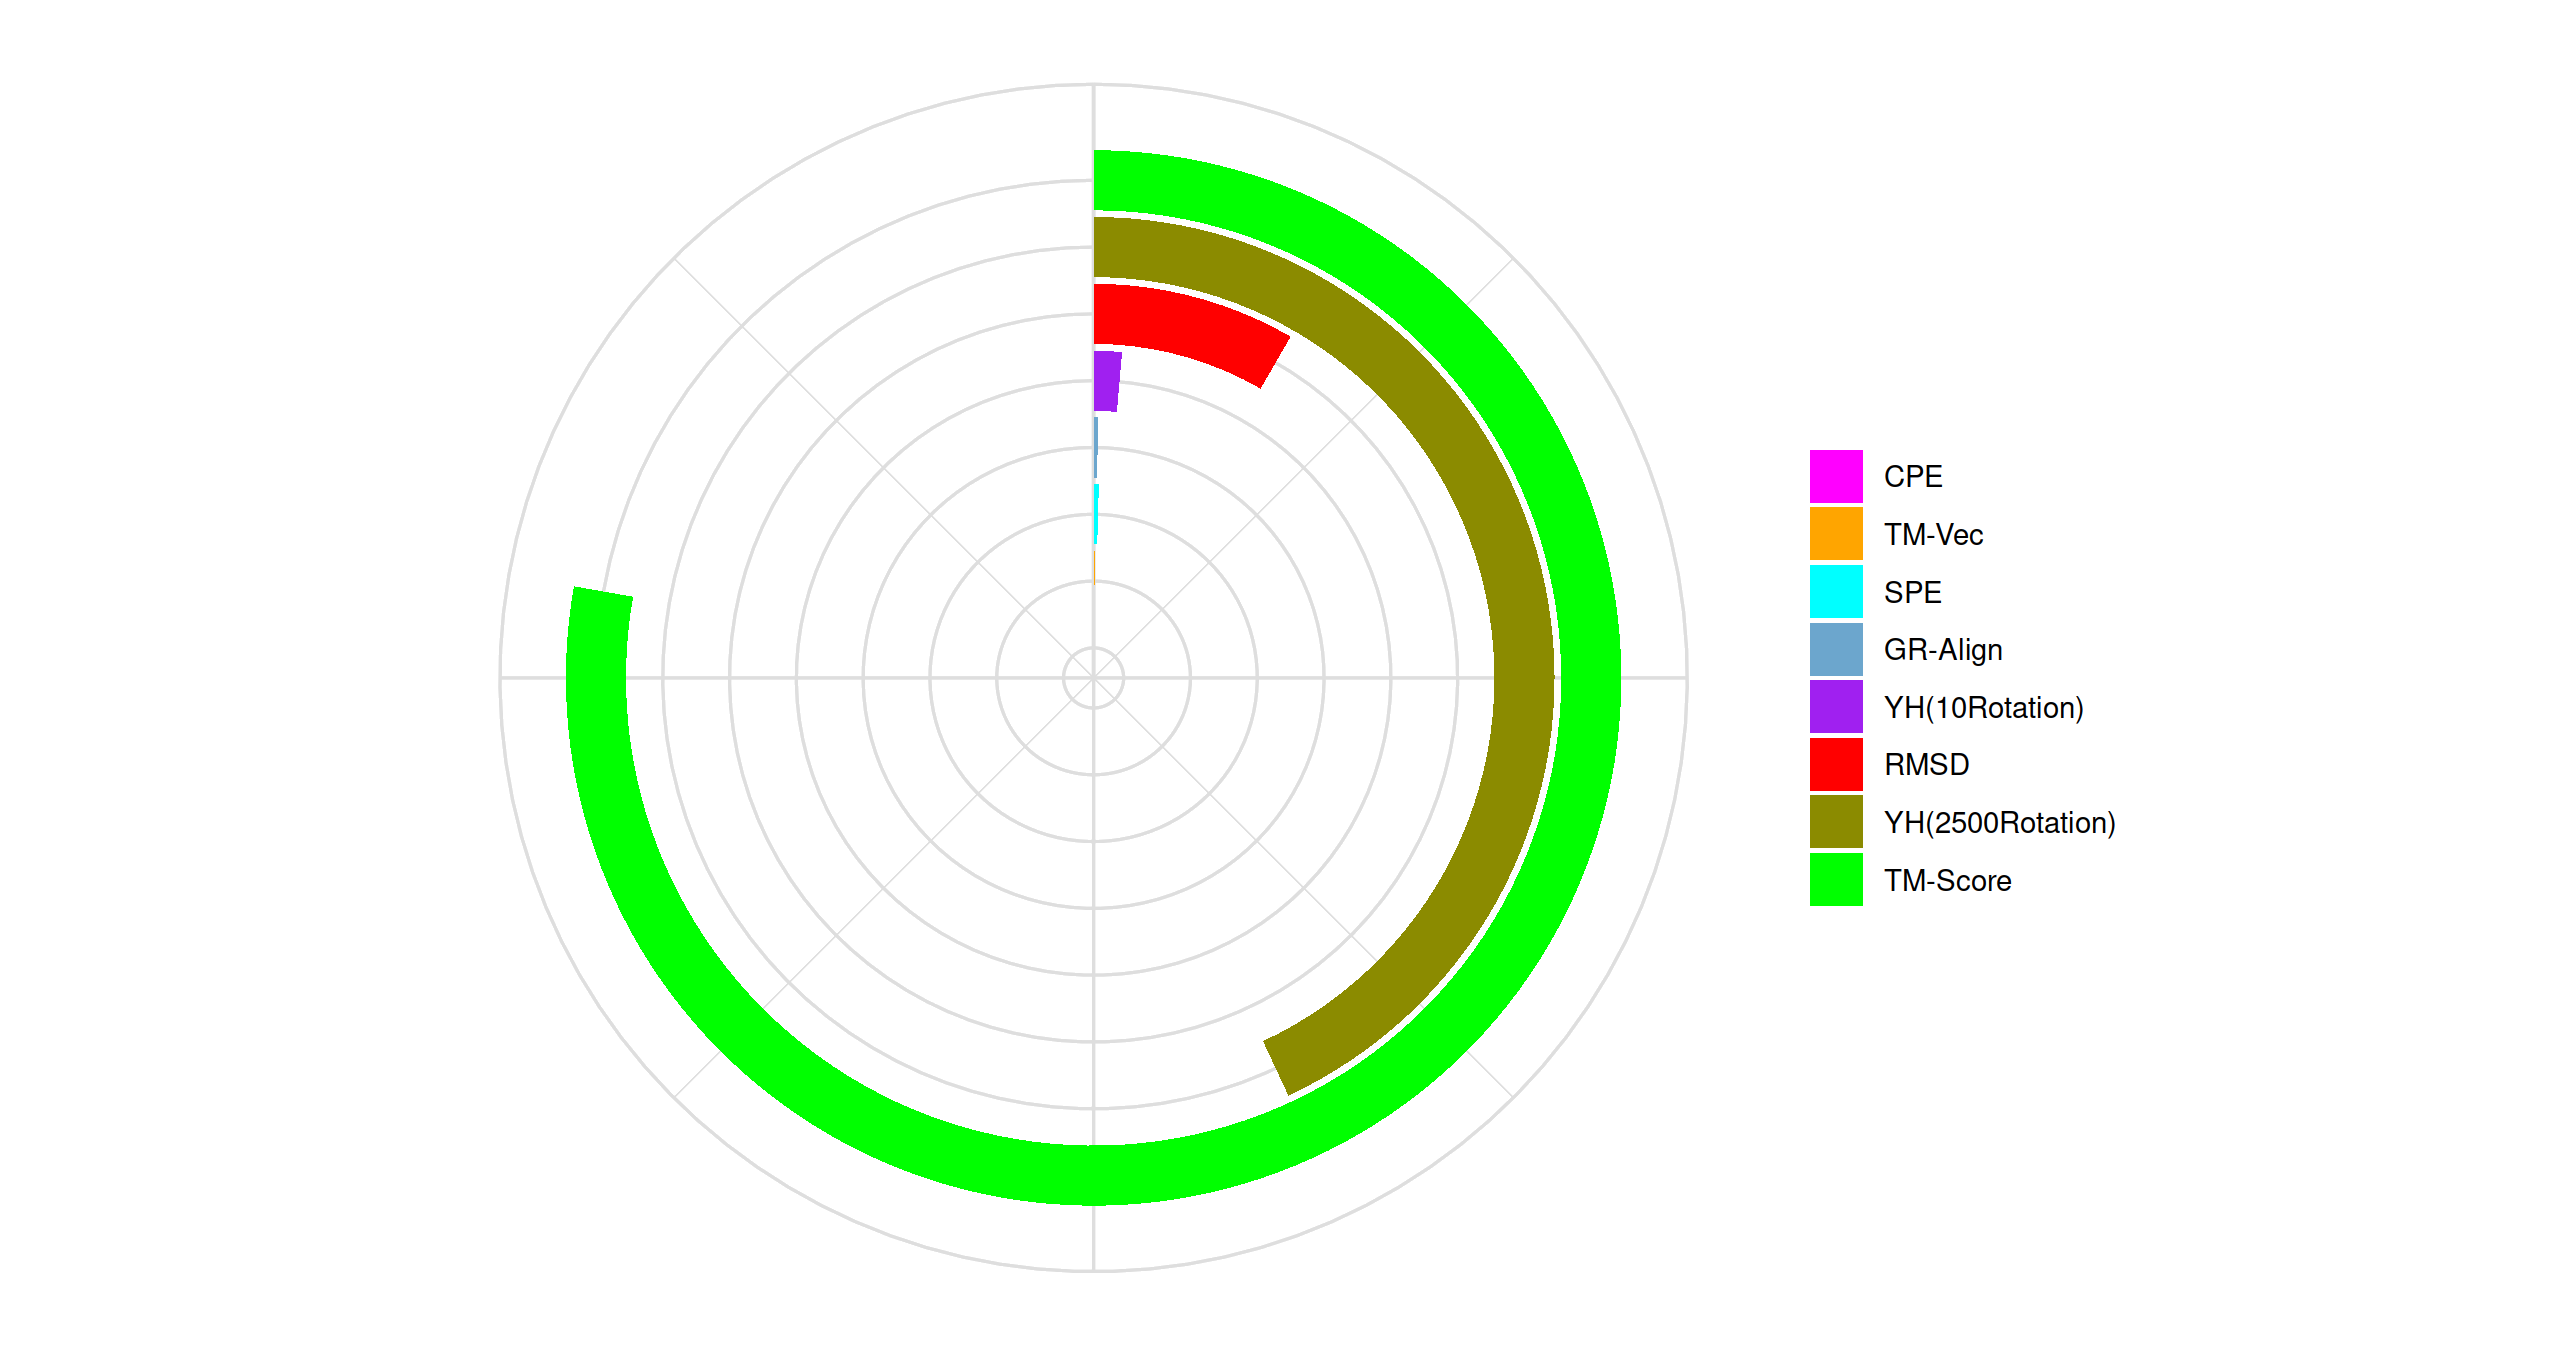 CPE
TM-Vec
SPE
GR-Align
YH(10Rotation)
RMSD
YH(2500Rotation)
TM-Score